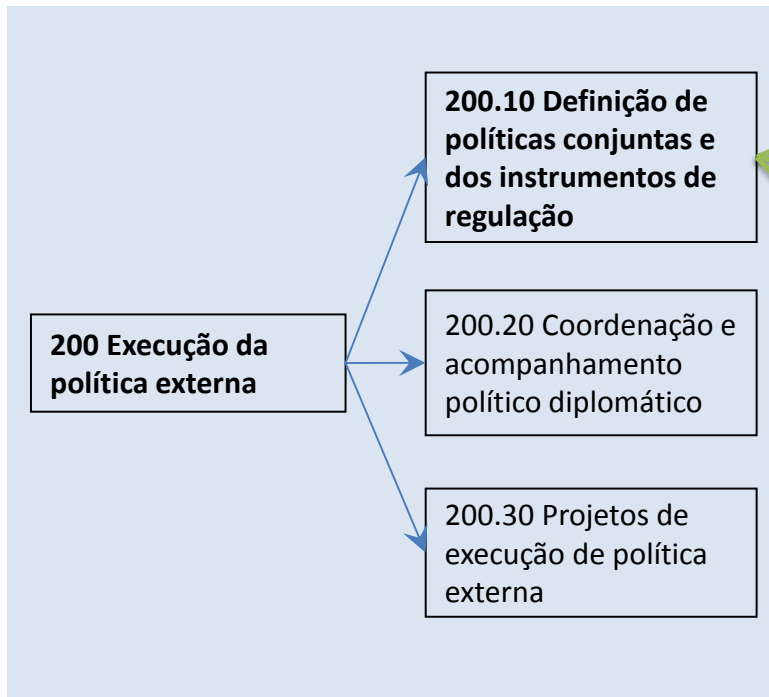 200.10 Definição de
políticas conjuntas e
dos instrumentos de
regulação
200 Execução da
política externa
200.20 Coordenação e
acompanhamento
político diplomático
200.30 Projetos de
execução de política
externa